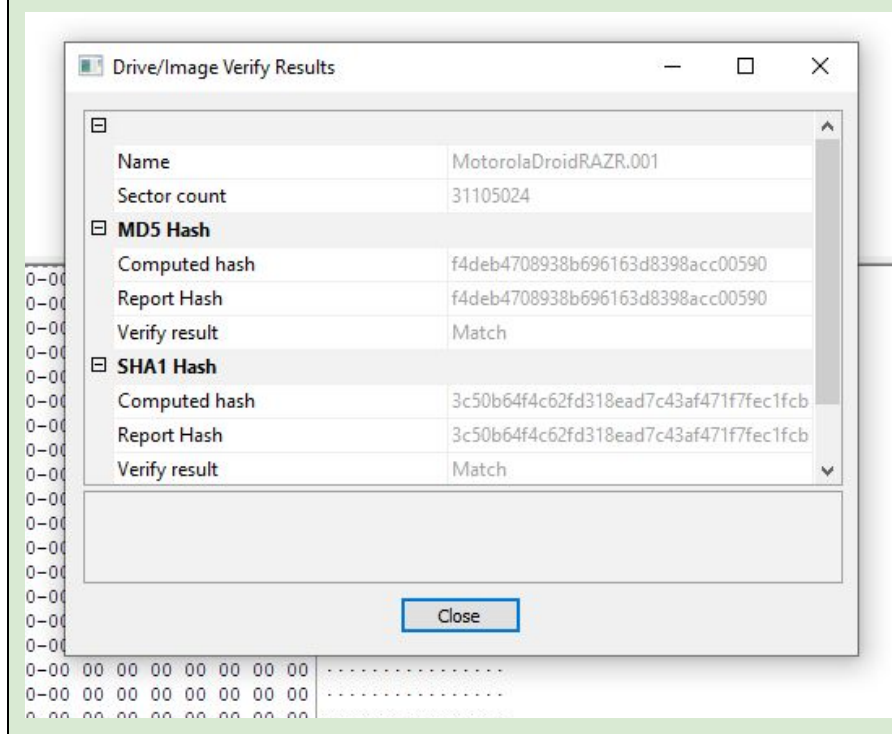 Drive/Image Verify Results
Name MotorolaDroidRAZR.001
Sector count 31105024
MD5 Hash
Computed hash f4deb4708938b696163d8398acc00590
Report Hash f4deb4708938b696163d8398acc00590
Verify result Match
SHA1 Hash
Computed hash 3c50b64f4c62fd318ead7c43af471f7fec1fcb
Report Hash 3c50b64f4c62fd318ead7c43af471f7fec1fcb
Verify result Match
Close
0-00 00 00 00 00 00 00 00 ................
0-00 00 00 00 00 00 00 00 ................